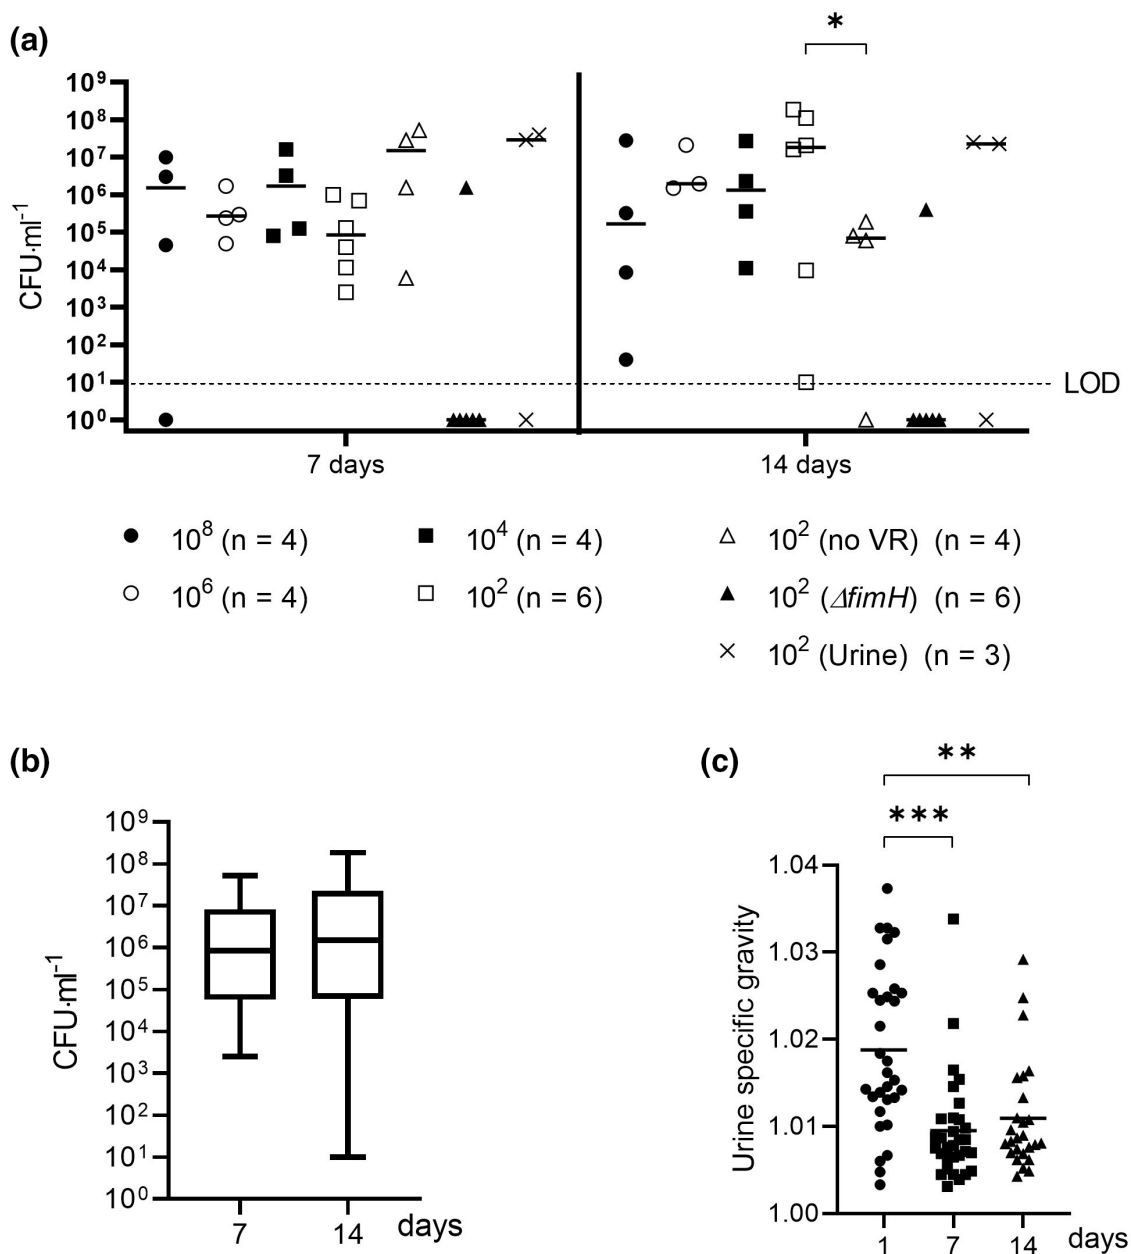 (a)
*
10⁹
10⁸
10⁷
10⁶
10⁵
10⁴
10³
10²
10¹
10⁰
CFU·ml⁻¹
LOD
7 days
14 days
10⁸ (n = 4)
10⁴ (n = 4)
10² (no VR) (n = 4)
10⁶ (n = 4)
10² (n = 6)
10² (ΔfimH) (n = 6)
10² (Urine) (n = 3)
(b)
10⁹
10⁸
10⁷
10⁶
10⁵
10⁴
10³
10²
10¹
10⁰
CFU·ml⁻¹
7
14
days
(c)
**
***
1.04
1.03
1.02
1.01
1.00
Urine specific gravity
1
7
14
days